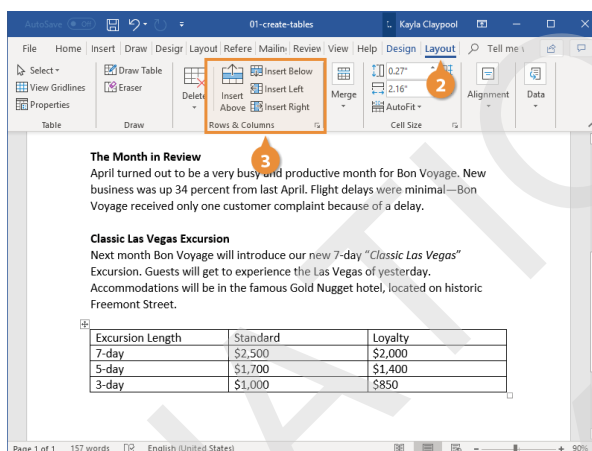 AutoSave Off 01-create-tables Kayla Claypool
File Home Insert Draw Desigr Layout Refere Mailin Review View Help Design Layout Tell me
Select
View Gridlines
Properties
Table
Draw Table
Eraser
Draw
Delete
Insert
Above
Insert Below
Insert Left
Insert Right
Rows & Columns
Merge
0.27"
2.16"
AutoFit
Cell Size
Alignment
Data
2
3
The Month in Review
April turned out to be a very busy and productive month for Bon Voyage. New
business was up 34 percent from last April. Flight delays were minimal—Bon
Voyage received only one customer complaint because of a delay.
Classic Las Vegas Excursion
Next month Bon Voyage will introduce our new 7-day “Classic Las Vegas”
Excursion. Guests will get to experience the Las Vegas of yesterday.
Accommodations will be in the famous Gold Nugget hotel, located on historic
Freemont Street.
Excursion Length Standard Loyalty
7-day $2,500 $2,000
5-day $1,700 $1,400
3-day $1,000 $850
Page 1 of 1 157 words English (United States) 90%